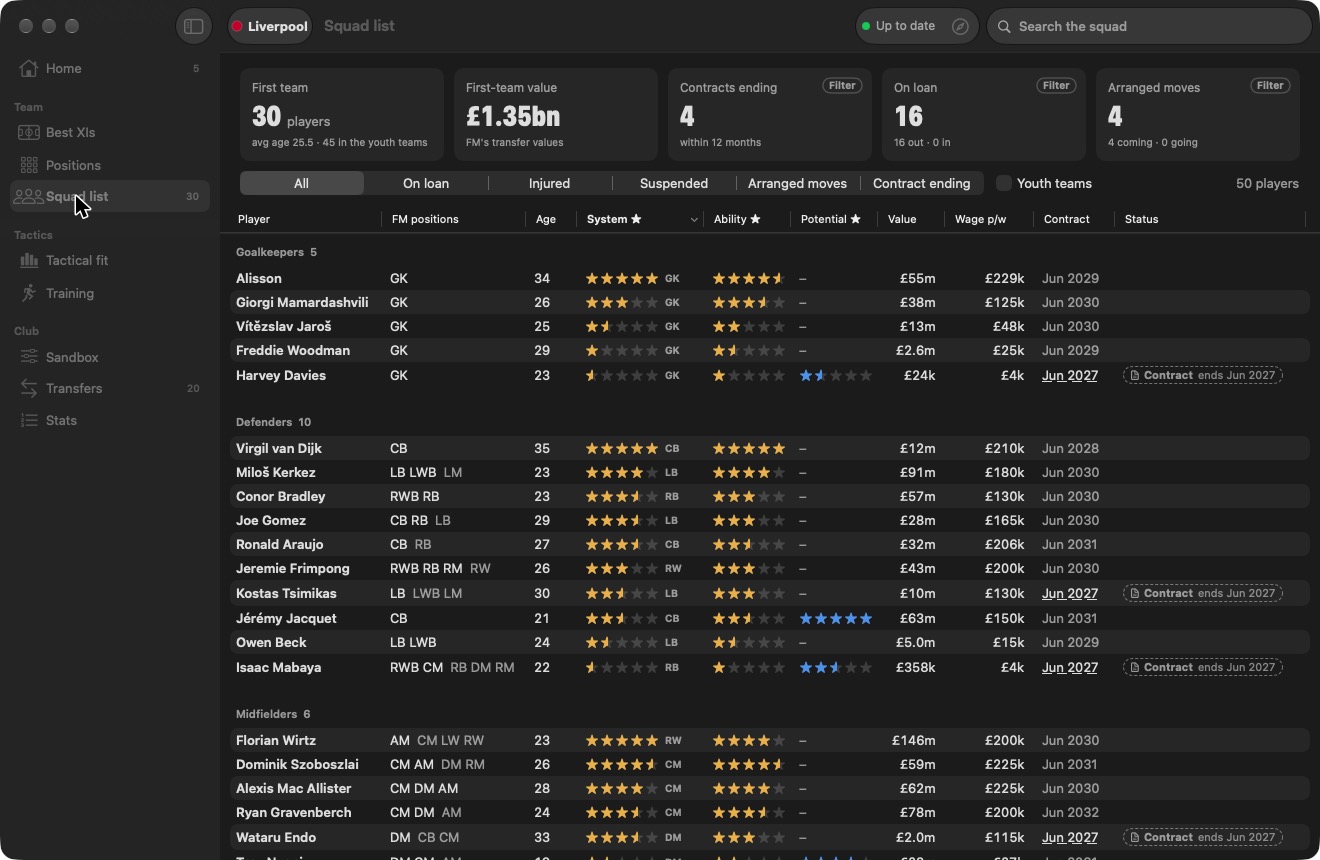 Liverpool Squad list Up to date Search the squad
Home 5
Team
Best XIs
Positions
Squad list 30
Tactics
Tactical fit
Training
Club
Sandbox
Transfers 20
Stats
First team
30 players
avg age 25.5 · 45 in the youth teams
First-team value
£1.35bn
FM's transfer values
Contracts ending Filter
4
within 12 months
On loan Filter
16
16 out · 0 in
Arranged moves Filter
4
4 coming · 0 going
All On loan Injured Suspended Arranged moves Contract ending Youth teams 50 players
Player FM positions Age System ★ Ability ★ Potential ★ Value Wage p/w Contract Status
Goalkeepers 5
Alisson GK 34 GK – £55m £229k Jun 2029
Giorgi Mamardashvili GK 26 GK – £38m £125k Jun 2030
Vítězslav Jaroš GK 25 GK – £13m £48k Jun 2030
Freddie Woodman GK 29 GK – £2.6m £25k Jun 2029
Harvey Davies GK 23 GK £24k £4k Jun 2027 Contract ends Jun 2027
Defenders 10
Virgil van Dijk CB 35 CB – £12m £210k Jun 2028
Miloš Kerkez LB LWB LM 23 LB – £91m £180k Jun 2030
Conor Bradley RWB RB 23 RB – £57m £130k Jun 2030
Joe Gomez CB RB LB 29 LB – £28m £165k Jun 2030
Ronald Araujo CB RB 27 CB – £32m £206k Jun 2031
Jeremie Frimpong RWB RB RM RW 26 RW – £43m £200k Jun 2030
Kostas Tsimikas LB LWB LM 30 LB – £10m £130k Jun 2027 Contract ends Jun 2027
Jérémy Jacquet CB 21 CB £63m £150k Jun 2031
Owen Beck LB LWB 24 LB – £5.0m £15k Jun 2029
Isaac Mabaya RWB CM RB DM RM 22 RB £358k £4k Jun 2027 Contract ends Jun 2027
Midfielders 6
Florian Wirtz AM CM LW RW 23 RW – £146m £200k Jun 2030
Dominik Szoboszlai CM AM DM RM 26 CM – £59m £225k Jun 2031
Alexis Mac Allister CM DM AM 28 CM – £62m £225k Jun 2030
Ryan Gravenberch CM DM AM 24 CM – £78m £200k Jun 2032
Wataru Endo DM CB CM 33 DM – £2.0m £115k Jun 2027 Contract ends Jun 2027